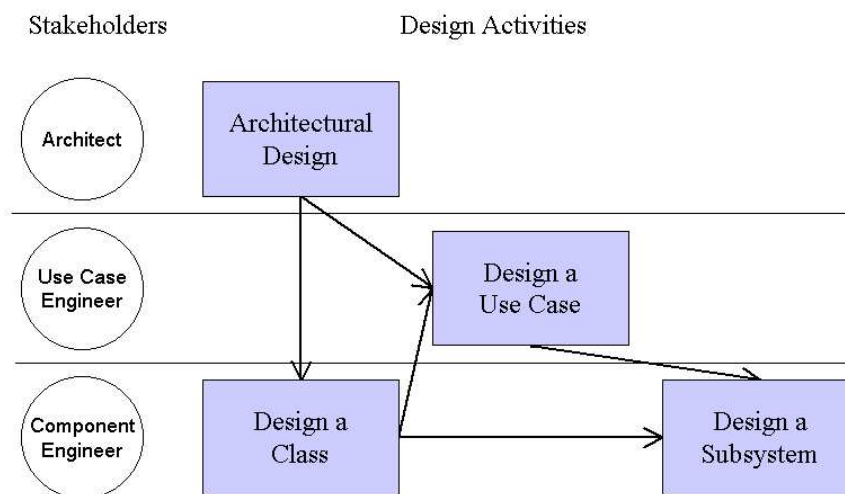 Stakeholders
Design Activities
Architect
Architectural
Design
Use Case
Engineer
Design a
Use Case
Component
Engineer
Design a
Class
Design a
Subsystem